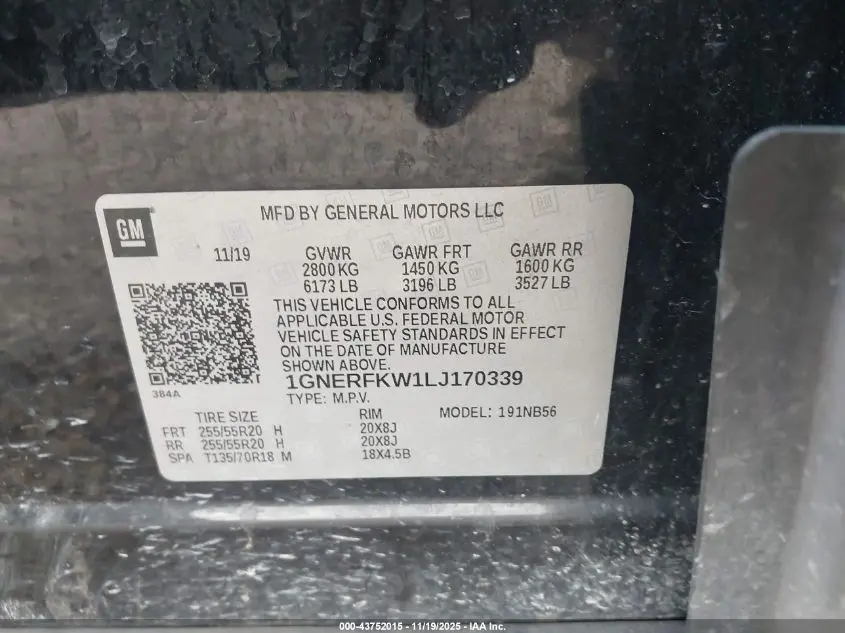 GM
MFD BY GENERAL MOTORS LLC
11/19 GVWR GAWR FRT GAWR RR
2800 KG 1450 KG 1600 KG
6173 LB 3196 LB 3527 LB
THIS VEHICLE CONFORMS TO ALL
APPLICABLE U.S. FEDERAL MOTOR
VEHICLE SAFETY STANDARDS IN EFFECT
ON THE DATE OF MANUFACTURE
SHOWN ABOVE.
1GNERFKW1LJ170339
384A
TYPE: M.P.V. MODEL: 191NB56
TIRE SIZE RIM
FRT 255/55R20 H 20X8J
RR 255/55R20 H 20X8J
SPA T135/70R18 M 18X4.5B
000-43752015 - 11/19/2025 - IAA Inc.